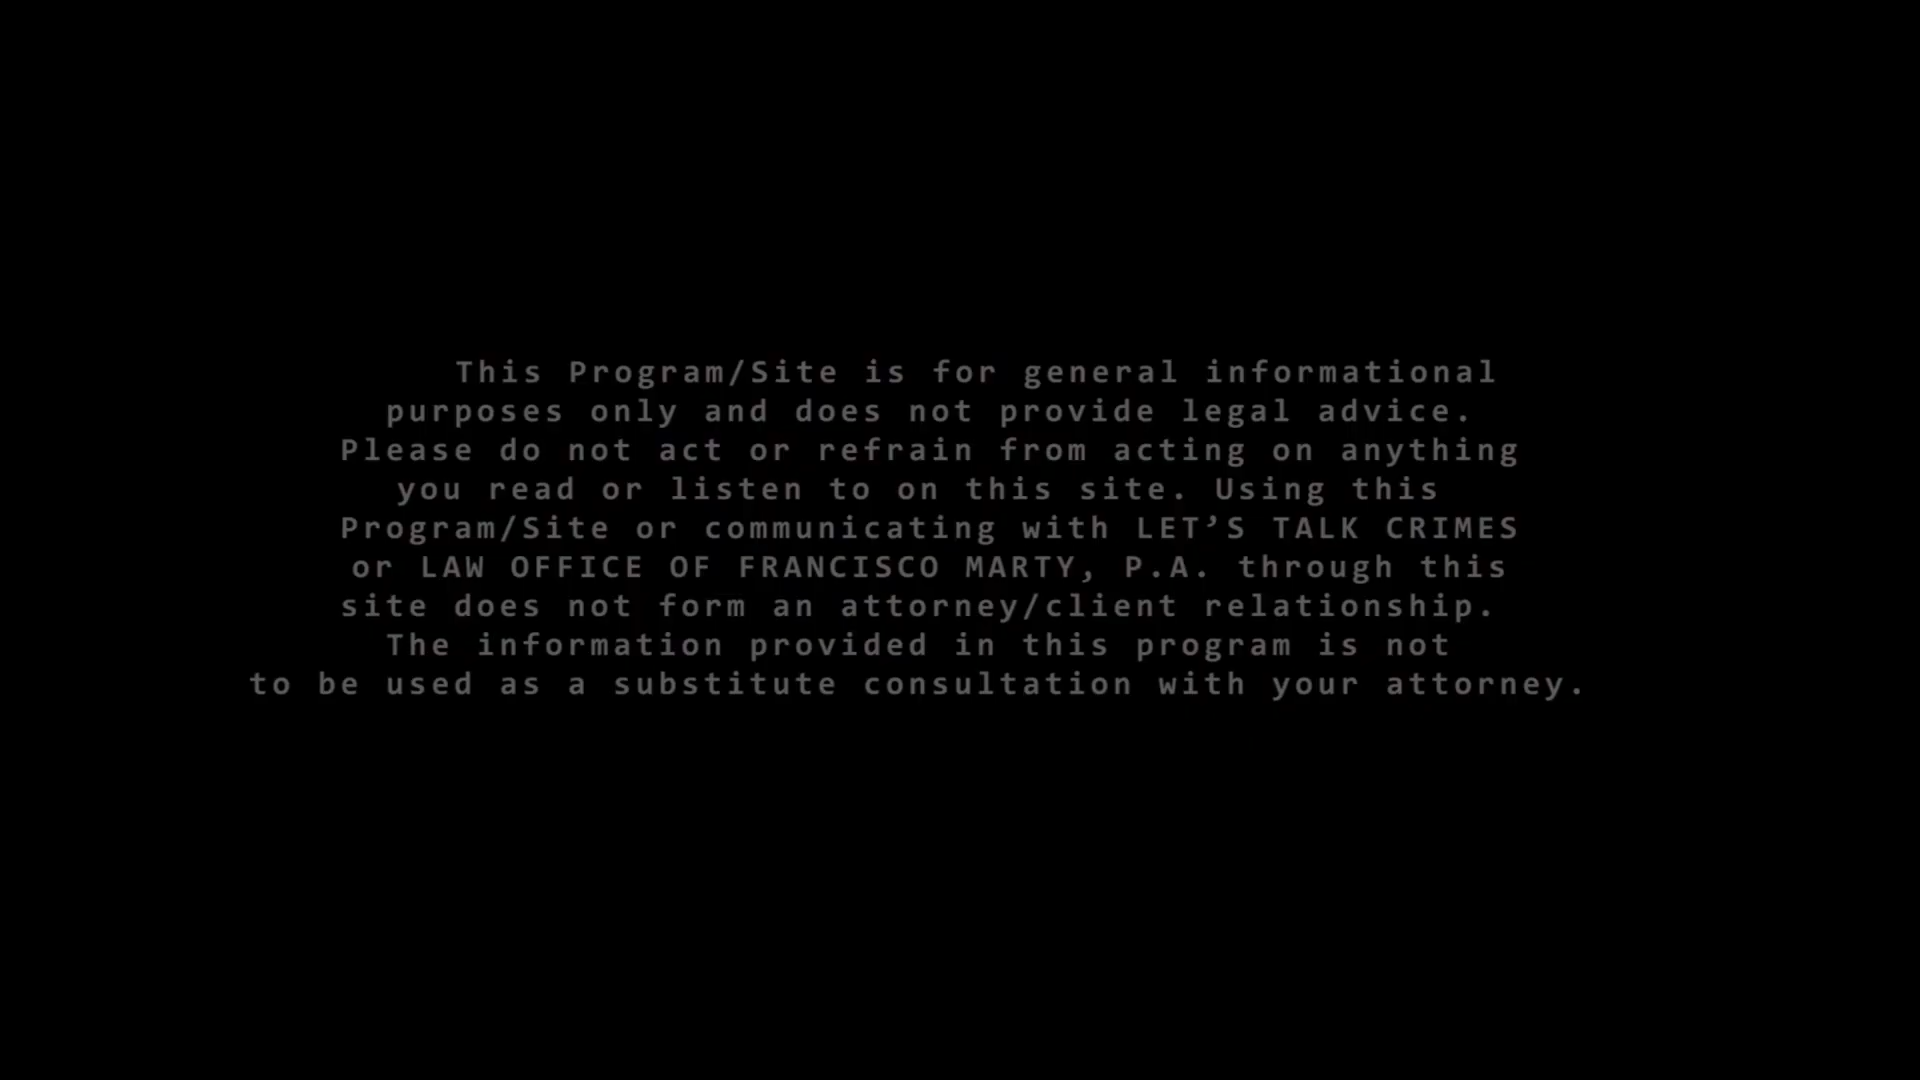 This Program/Site is for general informational
purposes only and does not provide legal advice.
Please do not act or refrain from acting on anything
you read or listen to on this site. Using this
Program/Site or communicating with LET’S TALK CRIMES
or LAW OFFICE OF FRANCISCO MARTY, P.A. through this
site does not form an attorney/client relationship.
The information provided in this program is not
to be used as a substitute consultation with your attorney.